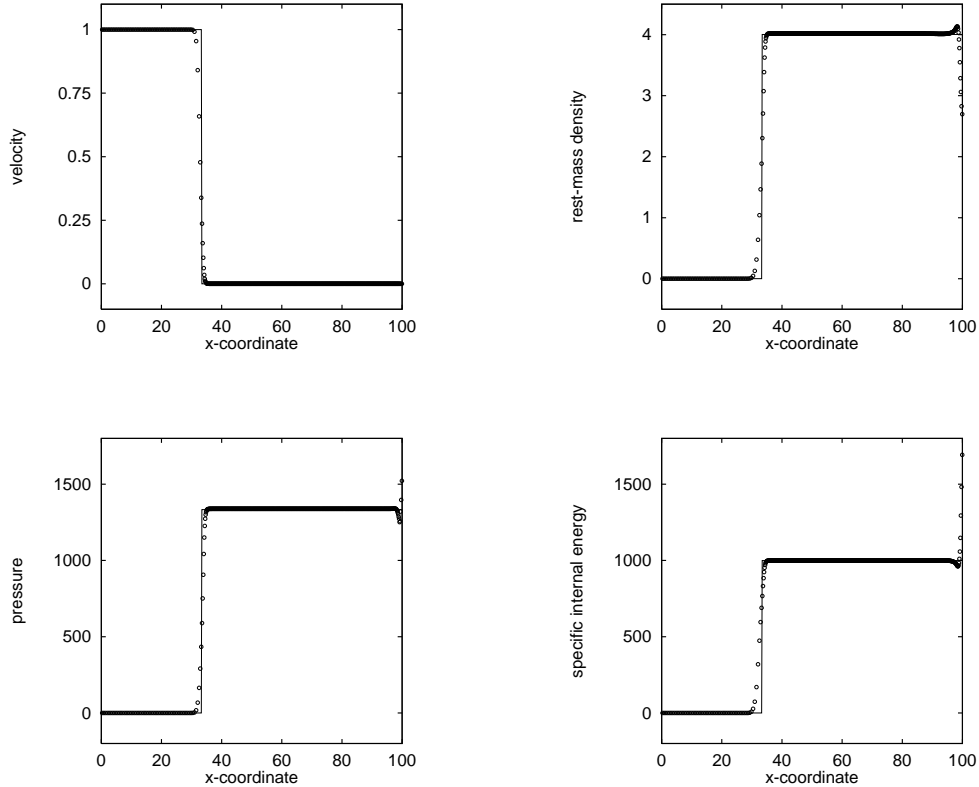 1
0.75
0.5
0.25
0
velocity
0 20 40 60 80 100
x-coordinate
4
3
2
1
0
rest-mass density
0 20 40 60 80 100
x-coordinate
1500
1000
500
0
pressure
0 20 40 60 80 100
x-coordinate
1500
1000
500
0
specific internal energy
0 20 40 60 80 100
x-coordinate